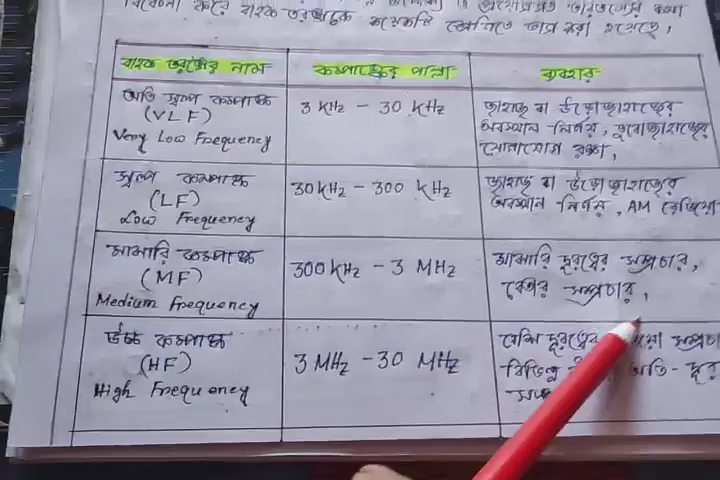 বাহক তরঙ্গের নাম
কম্পাঙ্কের পাল্লা
ব্যবহার
অতি স্বল্প কম্পাঙ্ক
(VLF)
Very Low Frequency
3 kHz - 30 kHz
জাহাজ বা উড়োজাহাজের
অবস্থান নির্ণয়, ডুবোজাহাজের
যোগাযোগ রক্ষা,
স্বল্প কম্পাঙ্ক
(LF)
Low Frequency
30 kHz - 300 kHz
জাহাজ বা উড়োজাহাজের
অবস্থান নির্ণয়, AM রেডিয়ো
মাঝারি কম্পাঙ্ক
(MF)
Medium Frequency
300 kHz - 3 MHz
মাঝারি দূরত্বের সম্প্রচার,
বেতার সম্প্রচার,
উচ্চ কম্পাঙ্ক
(HF)
High Frequency
3 MHz - 30 MHz
বেশি দূরত্বের
বিভিন্ন অতি - দূর